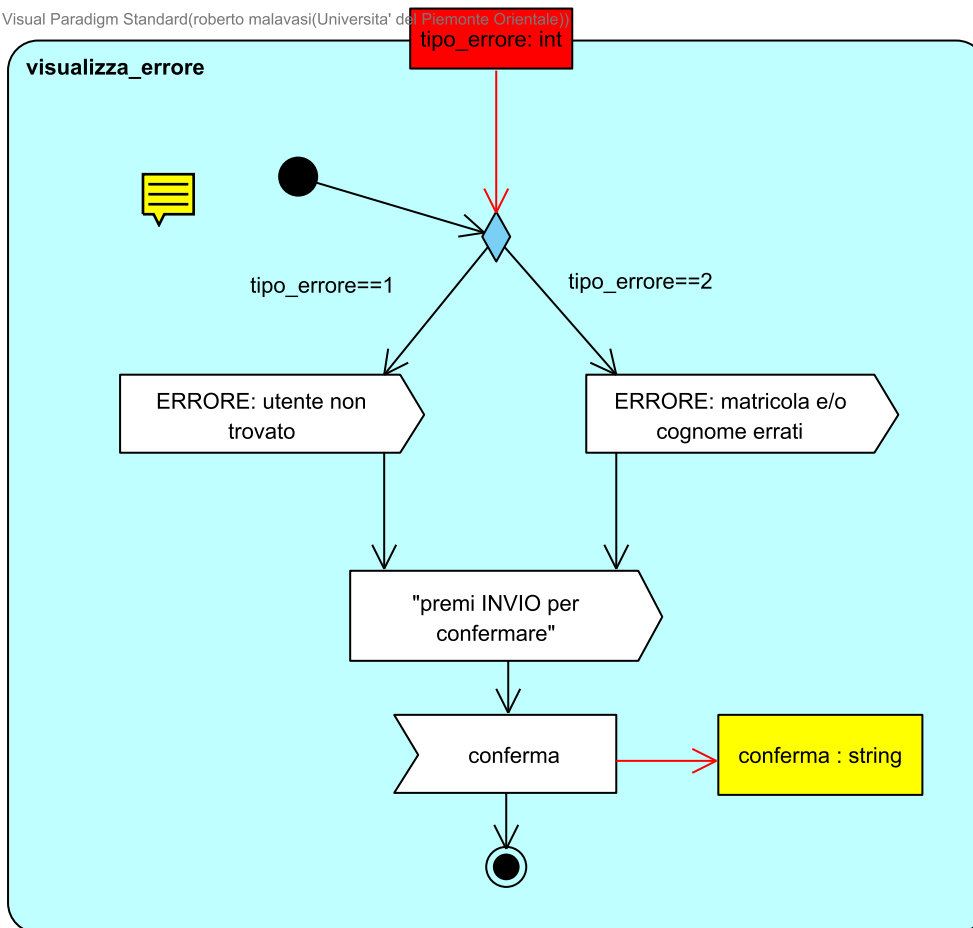 Visual Paradigm Standard(roberto malavasi(Universita' del Piemonte Orientale))
tipo_errore: int
visualizza_errore
tipo_errore==1
tipo_errore==2
ERRORE: utente non
trovato
ERRORE: matricola e/o
cognome errati
"premi INVIO per
confermare"
conferma
conferma : string